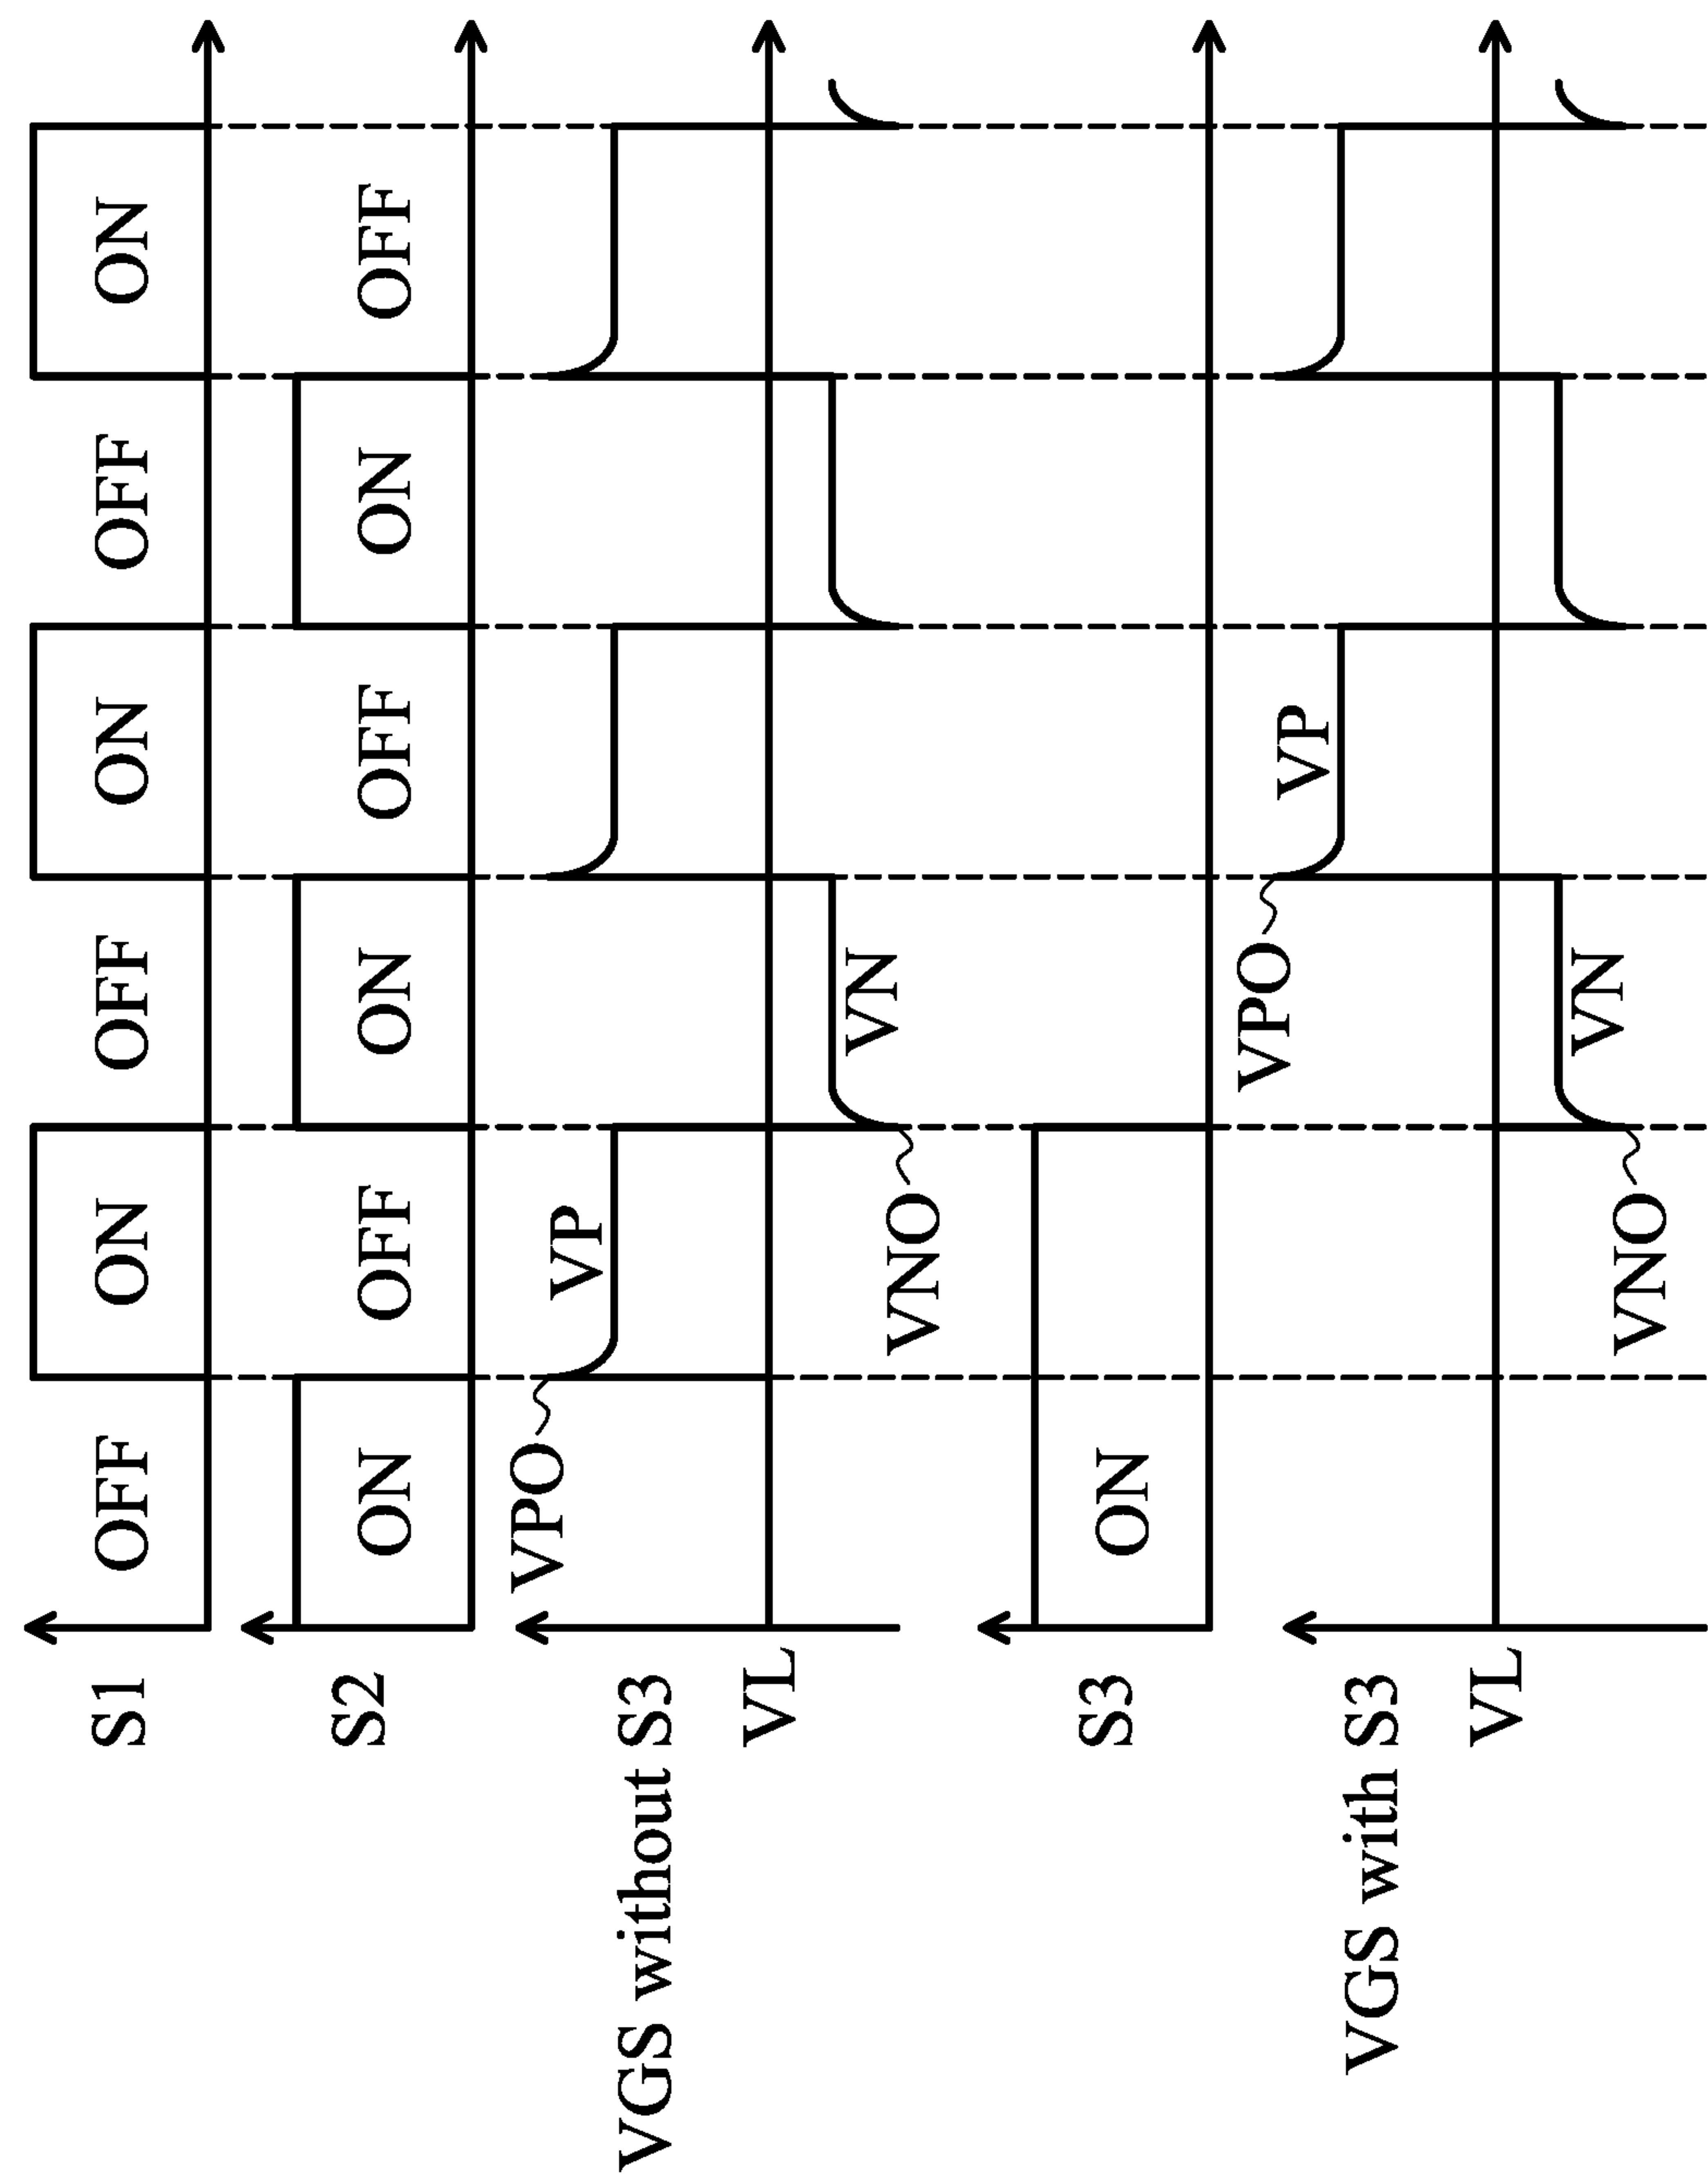 S1
OFF
ON
OFF
ON
OFF
ON
S2
ON
OFF
ON
OFF
ON
OFF
VGS without S3
VPO
VP
VL
VN
VNO
S3
ON
VGS with S3
VPO
VP
VL
VN
VNO